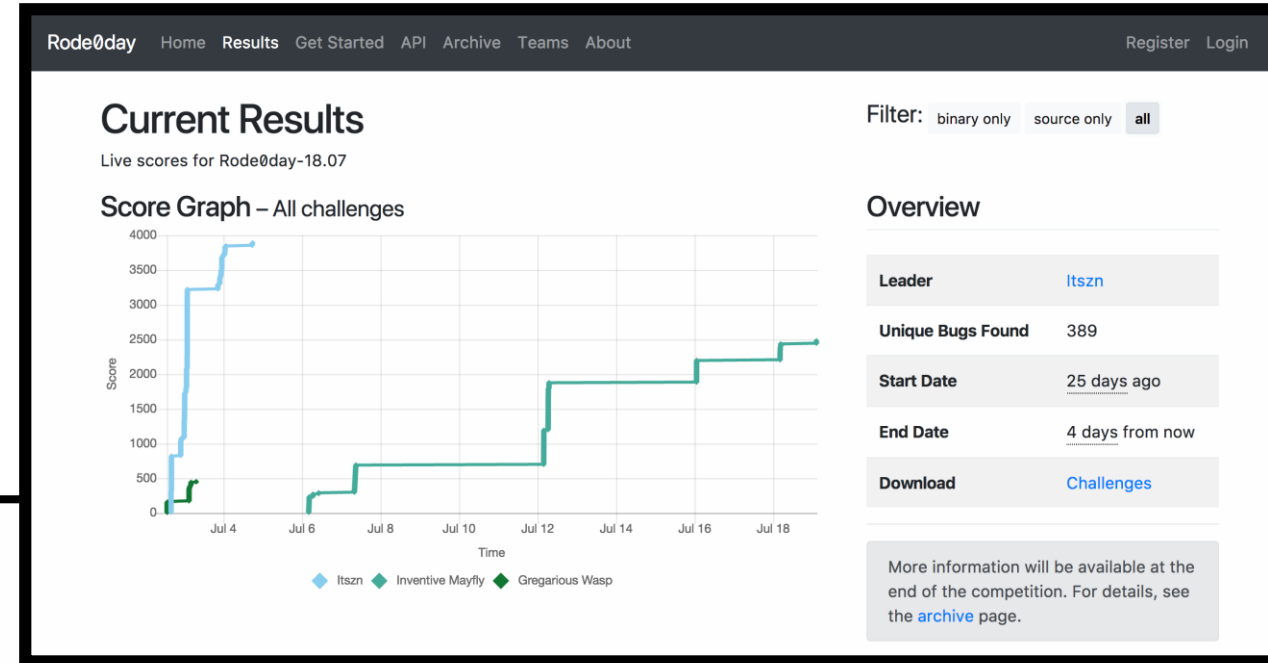 Rode0day Home Results Get Started API Archive Teams About Register Login
Current Results
Live scores for Rode0day-18.07
Filter: binary only source only all
Score Graph – All challenges
4000
3500
3000
2500
2000
1500
1000
500
0
Score
Jul 4 Jul 6 Jul 8 Jul 10 Jul 12 Jul 14 Jul 16 Jul 18
Time
Itszn Inventive Mayfly Gregarious Wasp
Overview
Leader Itszn
Unique Bugs Found 389
Start Date 25 days ago
End Date 4 days from now
Download Challenges
More information will be available at the
end of the competition. For details, see
the archive page.